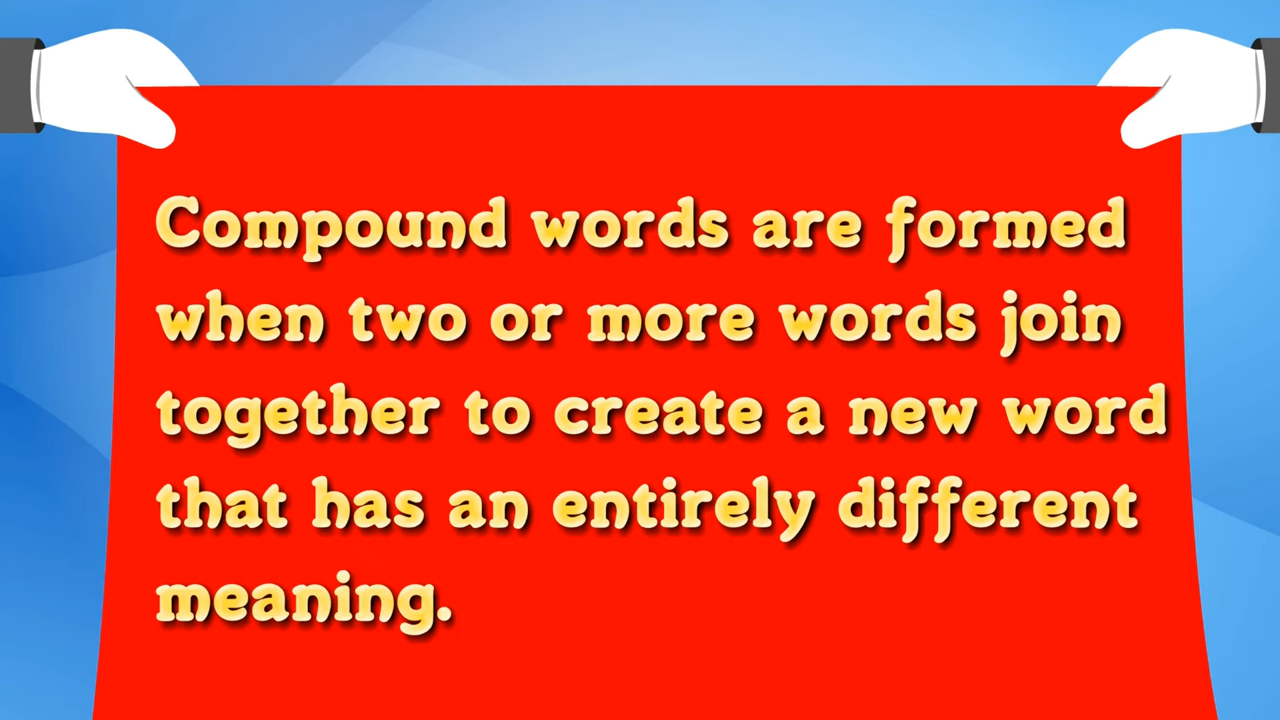 Compound words are formed
when two or more words join
together to create a new word
that has an entirely different
meaning.